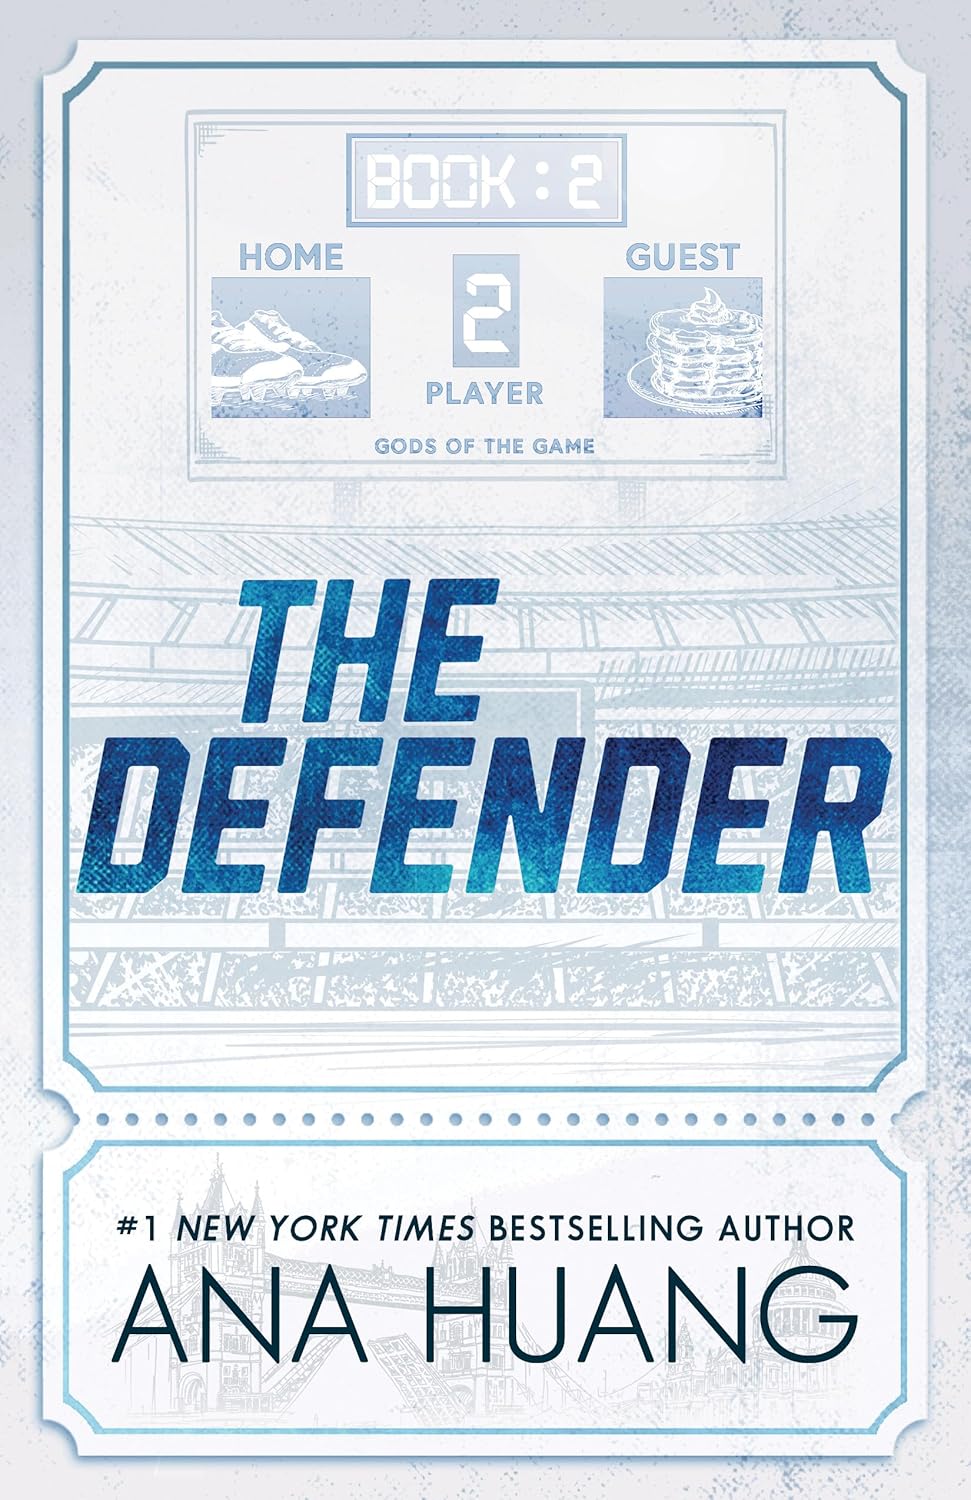 BOOK : 2
HOME
GUEST
2
PLAYER
GODS OF THE GAME
THE
DEFENDER
#1 NEW YORK TIMES BESTSELLING AUTHOR
ANA HUANG